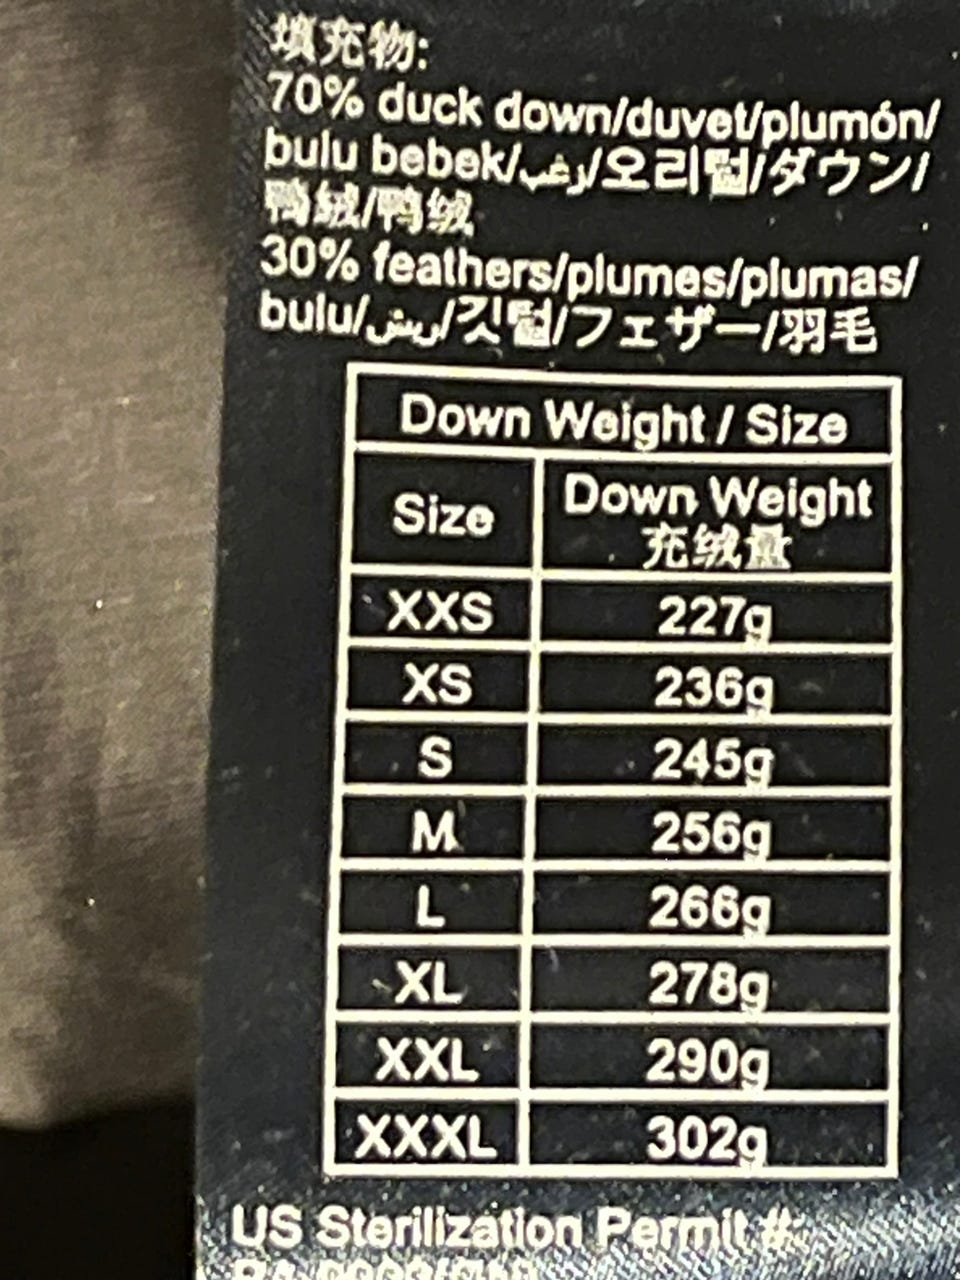 填充物:
70% duck down/duvet/plumón/
bulu bebek/زغب/오리털/ダウン/
鴨絨/鸭绒
30% feathers/plumes/plumas/
bulu/ريش/깃털/フェザー/羽毛
Down Weight / Size
Size Down Weight
充绒量
XXS 227g
XS 236g
S 245g
M 256g
L 266g
XL 278g
XXL 290g
XXXL 302g
US Sterilization Permit #: